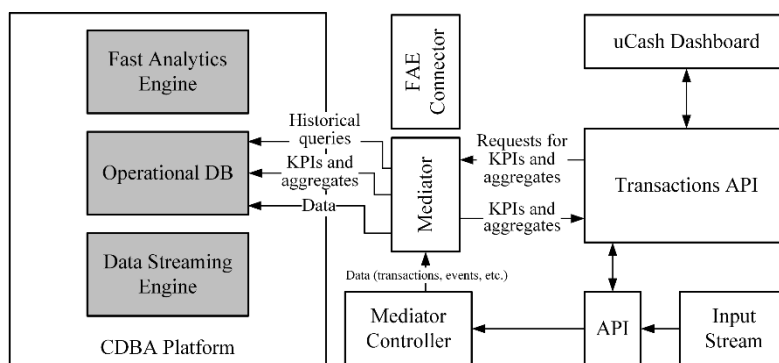 Fast Analytics
Engine
Operational DB
Data Streaming
Engine
CDBA Platform
Historical
queries
KPIs and
aggregates
Data
FAE
Connector
Mediator
Data (transactions, events, etc.)
Mediator
Controller
Requests for
KPIs and
aggregates
KPIs and
aggregates
uCash Dashboard
Transactions API
API
Input
Stream